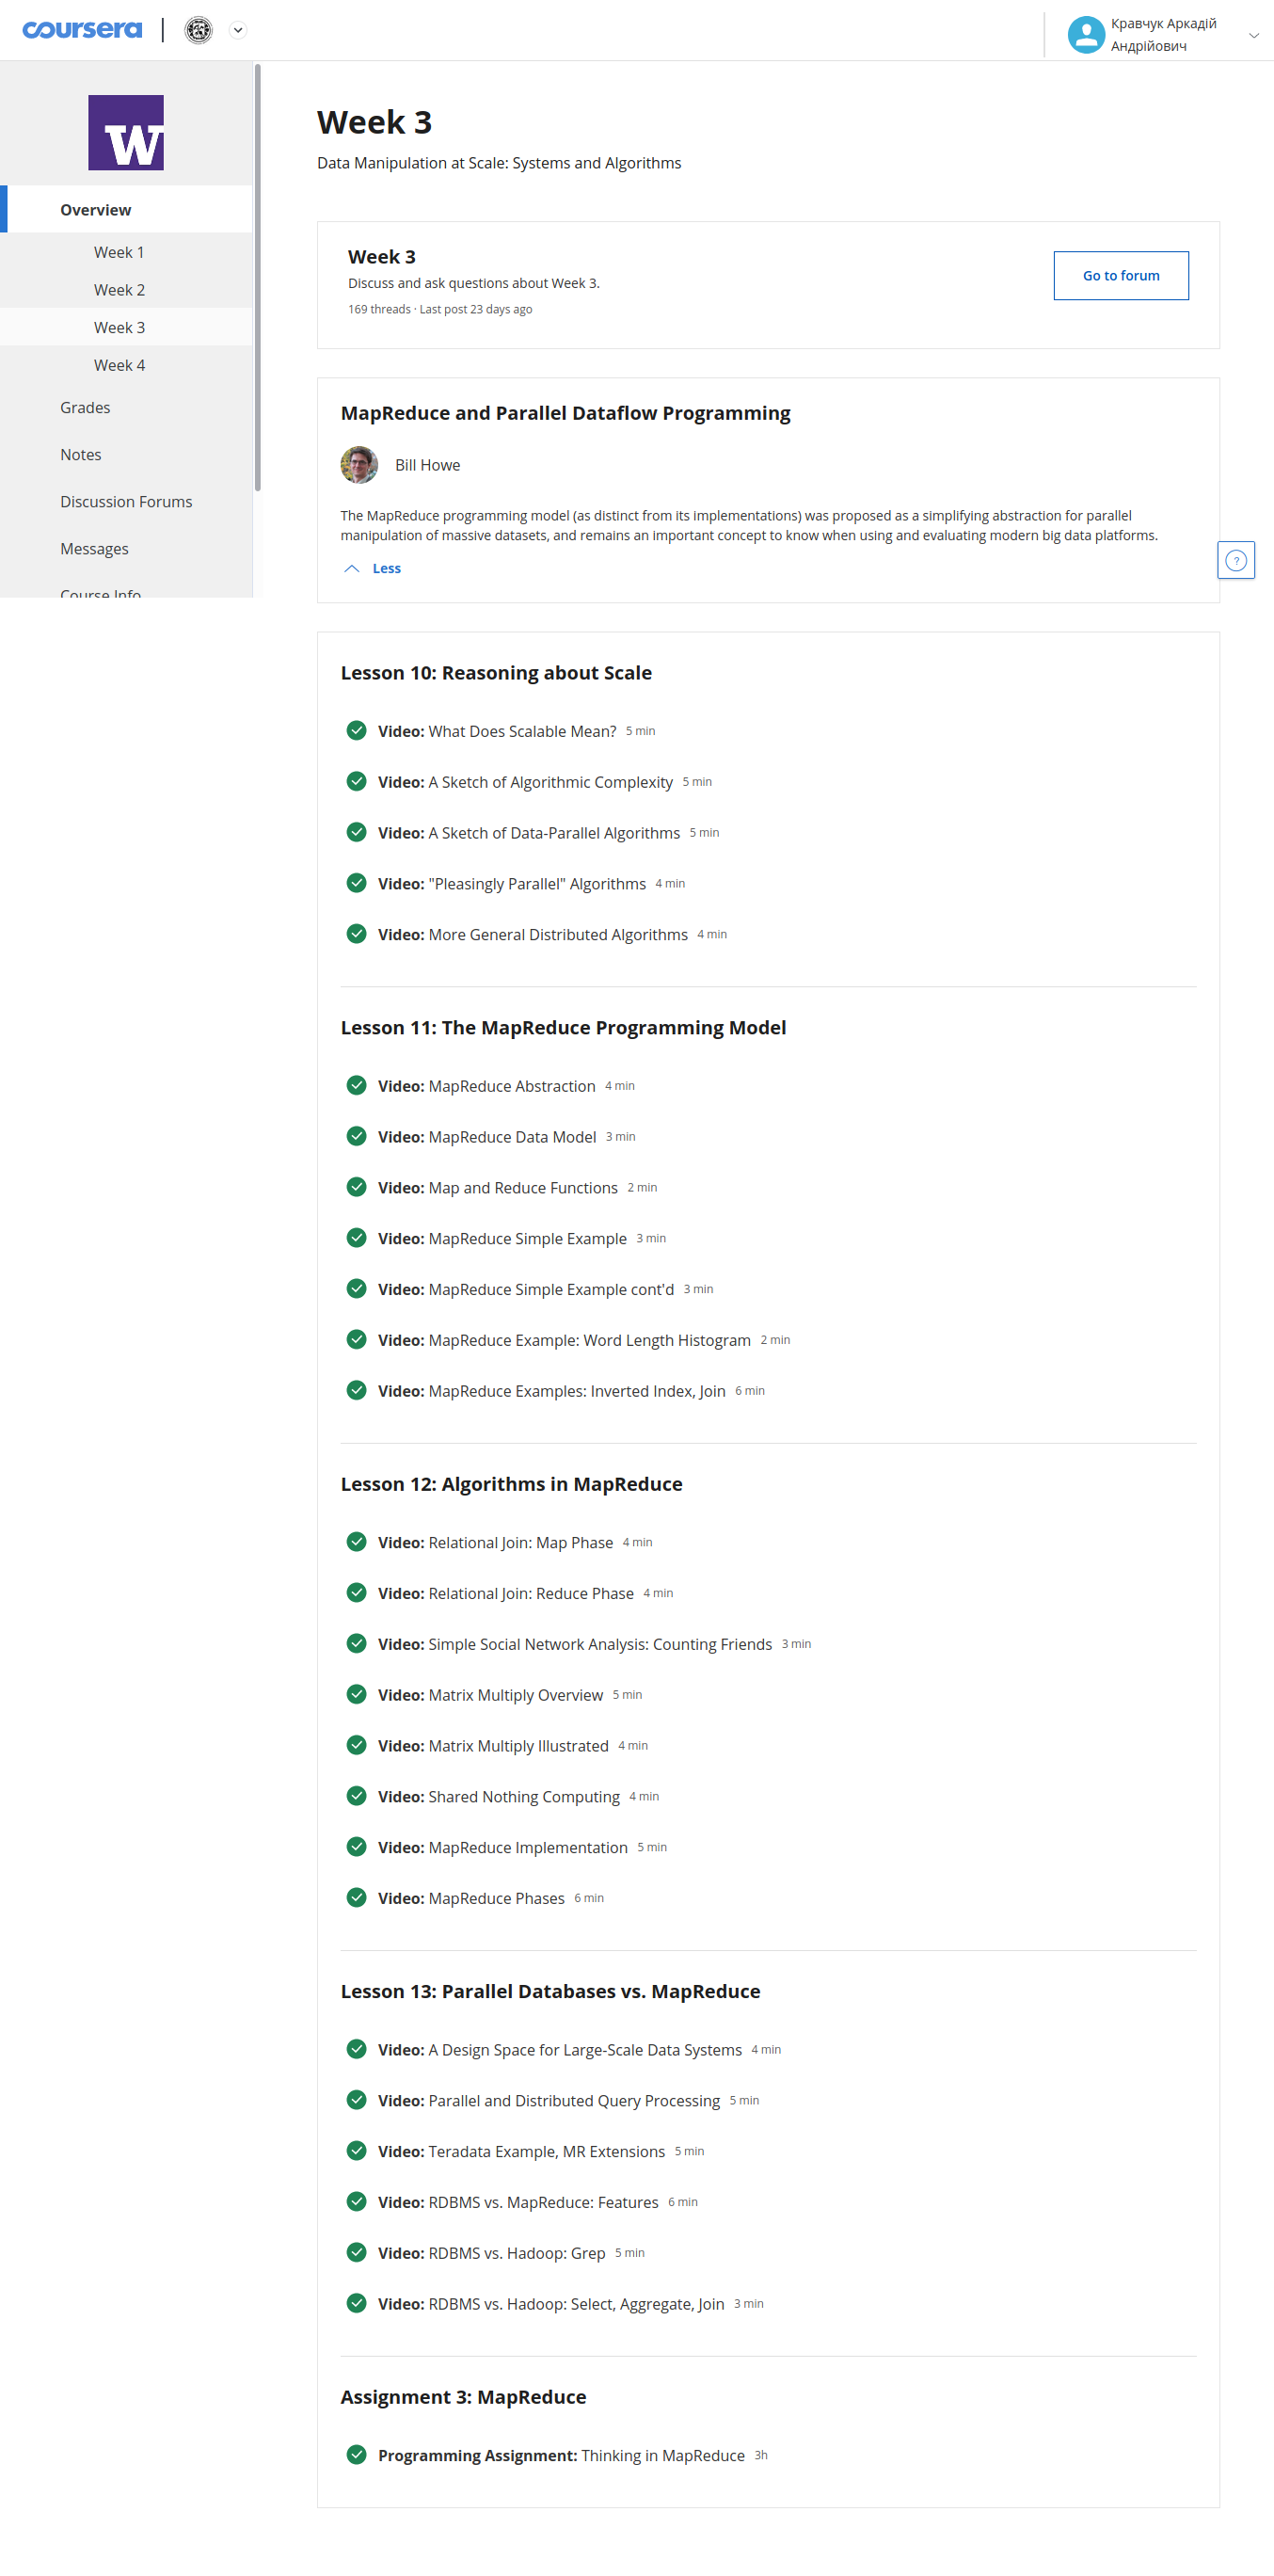 coursera
Кравчук Аркадій
Андрійович
W
Overview
Week 1
Week 2
Week 3
Week 4
Grades
Notes
Discussion Forums
Messages
Course Info
Week 3
Data Manipulation at Scale: Systems and Algorithms
Week 3
Discuss and ask questions about Week 3.
169 threads · Last post 23 days ago
Go to forum
MapReduce and Parallel Dataflow Programming
Bill Howe
The MapReduce programming model (as distinct from its implementations) was proposed as a simplifying abstraction for parallel
manipulation of massive datasets, and remains an important concept to know when using and evaluating modern big data platforms.
Less
?
Lesson 10: Reasoning about Scale
Video: What Does Scalable Mean? 5 min
Video: A Sketch of Algorithmic Complexity 5 min
Video: A Sketch of Data-Parallel Algorithms 5 min
Video: "Pleasingly Parallel" Algorithms 4 min
Video: More General Distributed Algorithms 4 min
Lesson 11: The MapReduce Programming Model
Video: MapReduce Abstraction 4 min
Video: MapReduce Data Model 3 min
Video: Map and Reduce Functions 2 min
Video: MapReduce Simple Example 3 min
Video: MapReduce Simple Example cont'd 3 min
Video: MapReduce Example: Word Length Histogram 2 min
Video: MapReduce Examples: Inverted Index, Join 6 min
Lesson 12: Algorithms in MapReduce
Video: Relational Join: Map Phase 4 min
Video: Relational Join: Reduce Phase 4 min
Video: Simple Social Network Analysis: Counting Friends 3 min
Video: Matrix Multiply Overview 5 min
Video: Matrix Multiply Illustrated 4 min
Video: Shared Nothing Computing 4 min
Video: MapReduce Implementation 5 min
Video: MapReduce Phases 6 min
Lesson 13: Parallel Databases vs. MapReduce
Video: A Design Space for Large-Scale Data Systems 4 min
Video: Parallel and Distributed Query Processing 5 min
Video: Teradata Example, MR Extensions 5 min
Video: RDBMS vs. MapReduce: Features 6 min
Video: RDBMS vs. Hadoop: Grep 5 min
Video: RDBMS vs. Hadoop: Select, Aggregate, Join 3 min
Assignment 3: MapReduce
Programming Assignment: Thinking in MapReduce 3h